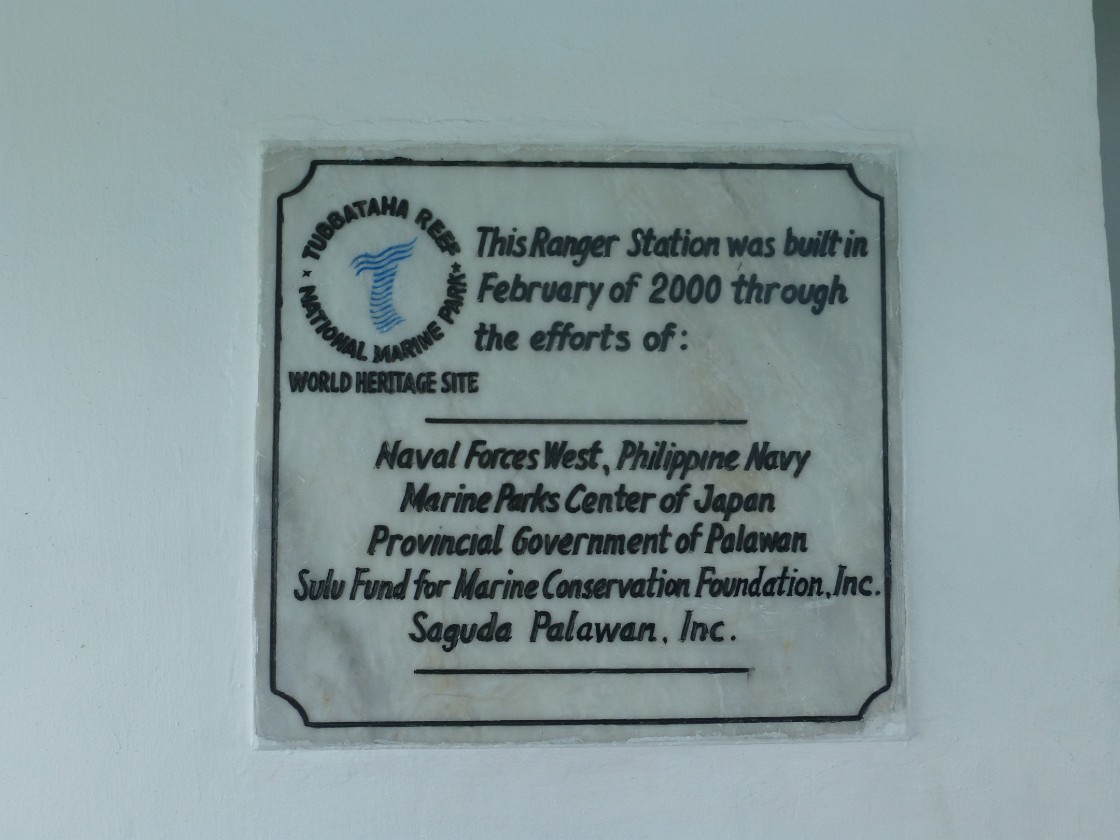 TUBBATAHA REEF
NATIONAL MARINE PARK
WORLD HERITAGE SITE
This Ranger Station was built in
February of 2000 through
the efforts of:
Naval Forces West, Philippine Navy
Marine Parks Center of Japan
Provincial Government of Palawan
Sulu Fund for Marine Conservation Foundation, Inc.
Saguda Palawan, Inc.